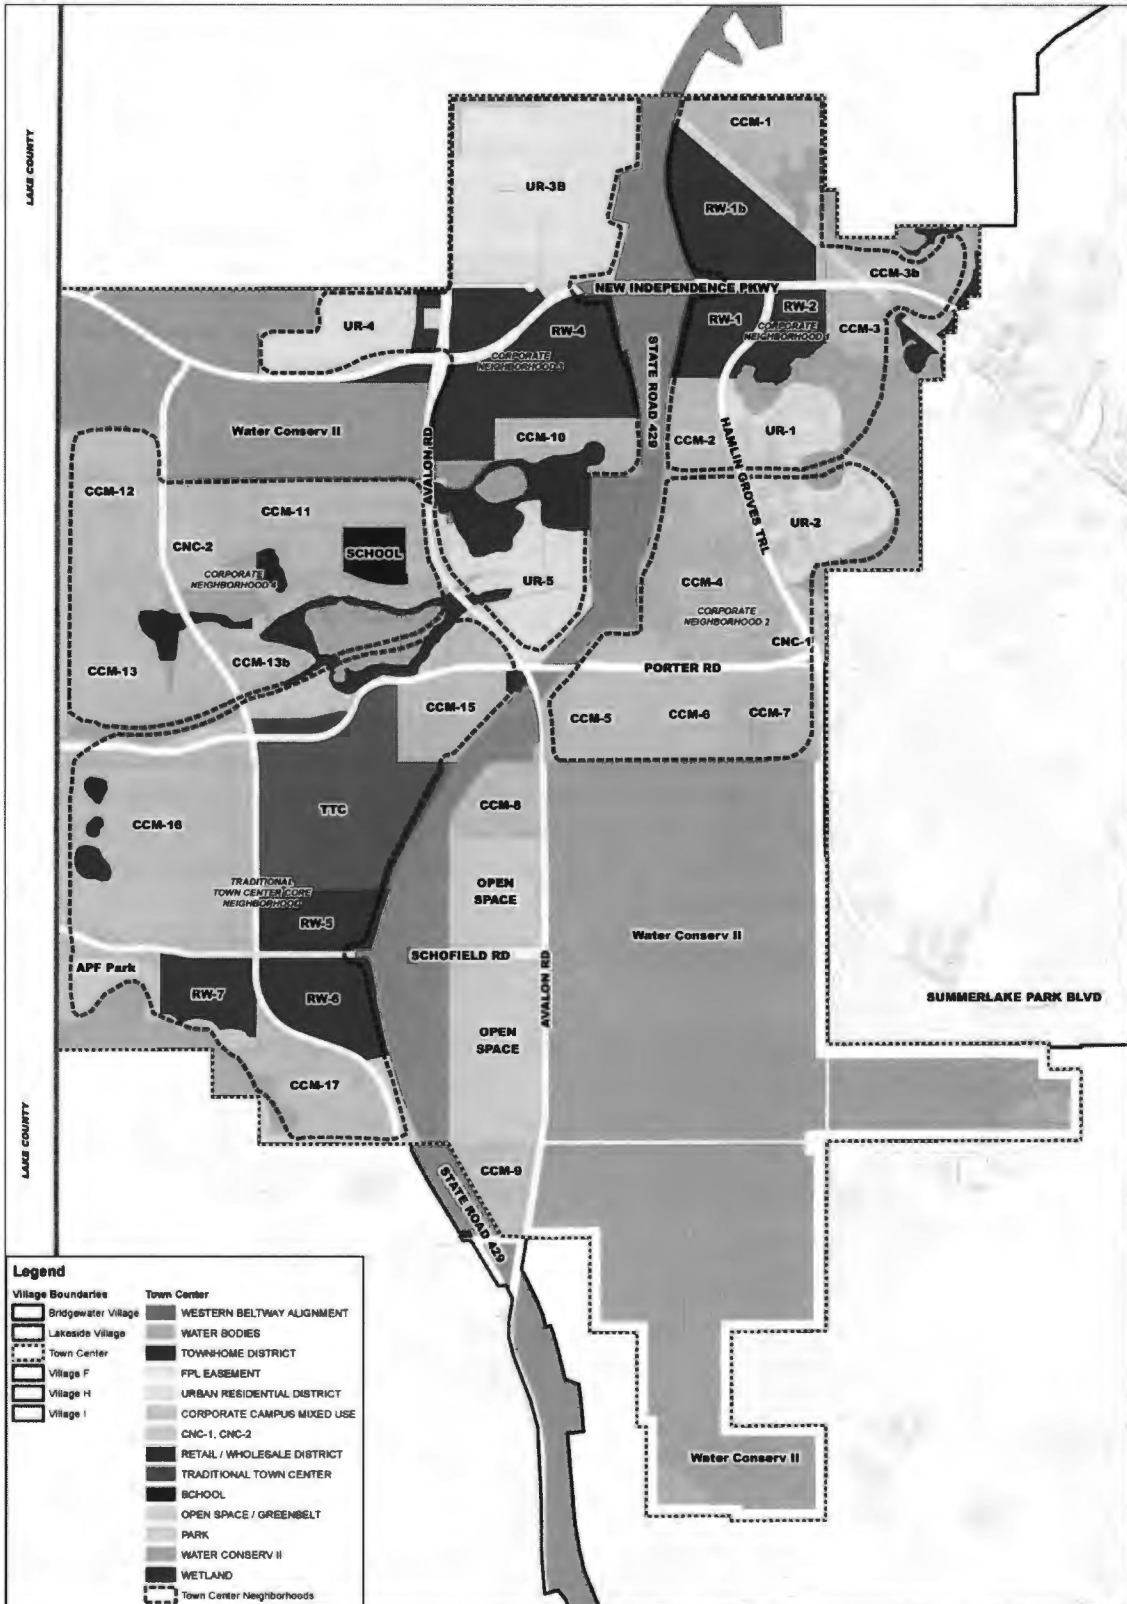 LAKE COUNTY
CCM-1
UR-3B
RW-1b
CCM-3b
NEW INDEPENDENCE PKWY
RW-2
UR-4
RW-4
RW-1
CORPORATE
NEIGHBORHOOD 1
CCM-3
CORPORATE
NEIGHBORHOOD 3
STATE ROAD 429
Water Conserv II
AVALON RD
CCM-10
CCM-2
UR-1
HAMLIN GROVES TRL
CCM-12
CCM-11
UR-2
CNC-2
SCHOOL
CORPORATE
NEIGHBORHOOD 4
UR-5
CCM-4
CORPORATE
NEIGHBORHOOD 2
CNC-1
CCM-13
CCM-13b
PORTER RD
CCM-15
CCM-5
CCM-6
CCM-7
CCM-16
TTC
CCM-8
TRADITIONAL
TOWN CENTER CORE
NEIGHBORHOOD
OPEN
SPACE
RW-5
Water Conserv II
SCHOFIELD RD
APF Park
RW-7
RW-6
AVALON RD
SUMMERLAKE PARK BLVD
OPEN
SPACE
CCM-17
LAKE COUNTY
CCM-9
STATE ROAD 429
Water Conserv II
Legend
Village Boundaries
Bridgewater Village
Lakeside Village
Town Center
Village F
Village H
Village I
Town Center
WESTERN BELTWAY ALIGNMENT
WATER BODIES
TOWNHOME DISTRICT
FPL EASEMENT
URBAN RESIDENTIAL DISTRICT
CORPORATE CAMPUS MIXED USE
CNC-1, CNC-2
RETAIL / WHOLESALE DISTRICT
TRADITIONAL TOWN CENTER
SCHOOL
OPEN SPACE / GREENBELT
PARK
WATER CONSERV II
WETLAND
Town Center Neighborhoods